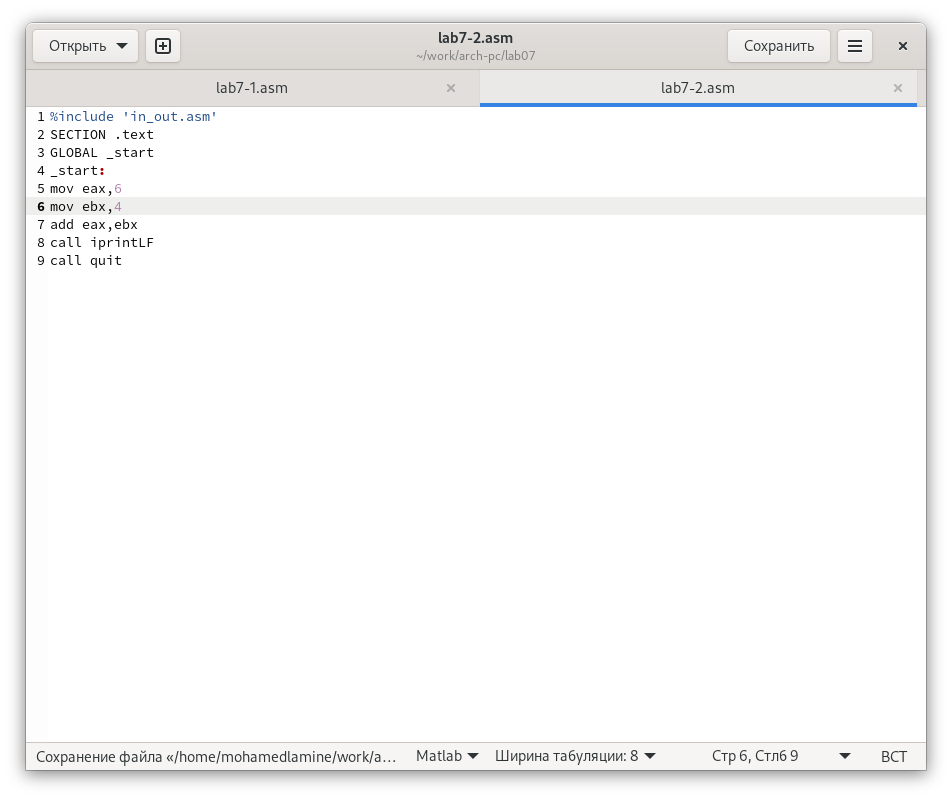 Открыть
lab7-2.asm
~/work/arch-pc/lab07
Сохранить
lab7-1.asm
lab7-2.asm
1 %include 'in_out.asm'
2 SECTION .text
3 GLOBAL _start
4 _start:
5 mov eax,6
6 mov ebx,4
7 add eax,ebx
8 call iprintLF
9 call quit
Сохранение файла «/home/mohamedlamine/work/a… Matlab Ширина табуляции: 8 Стр 6, Стлб 9 ВСТ